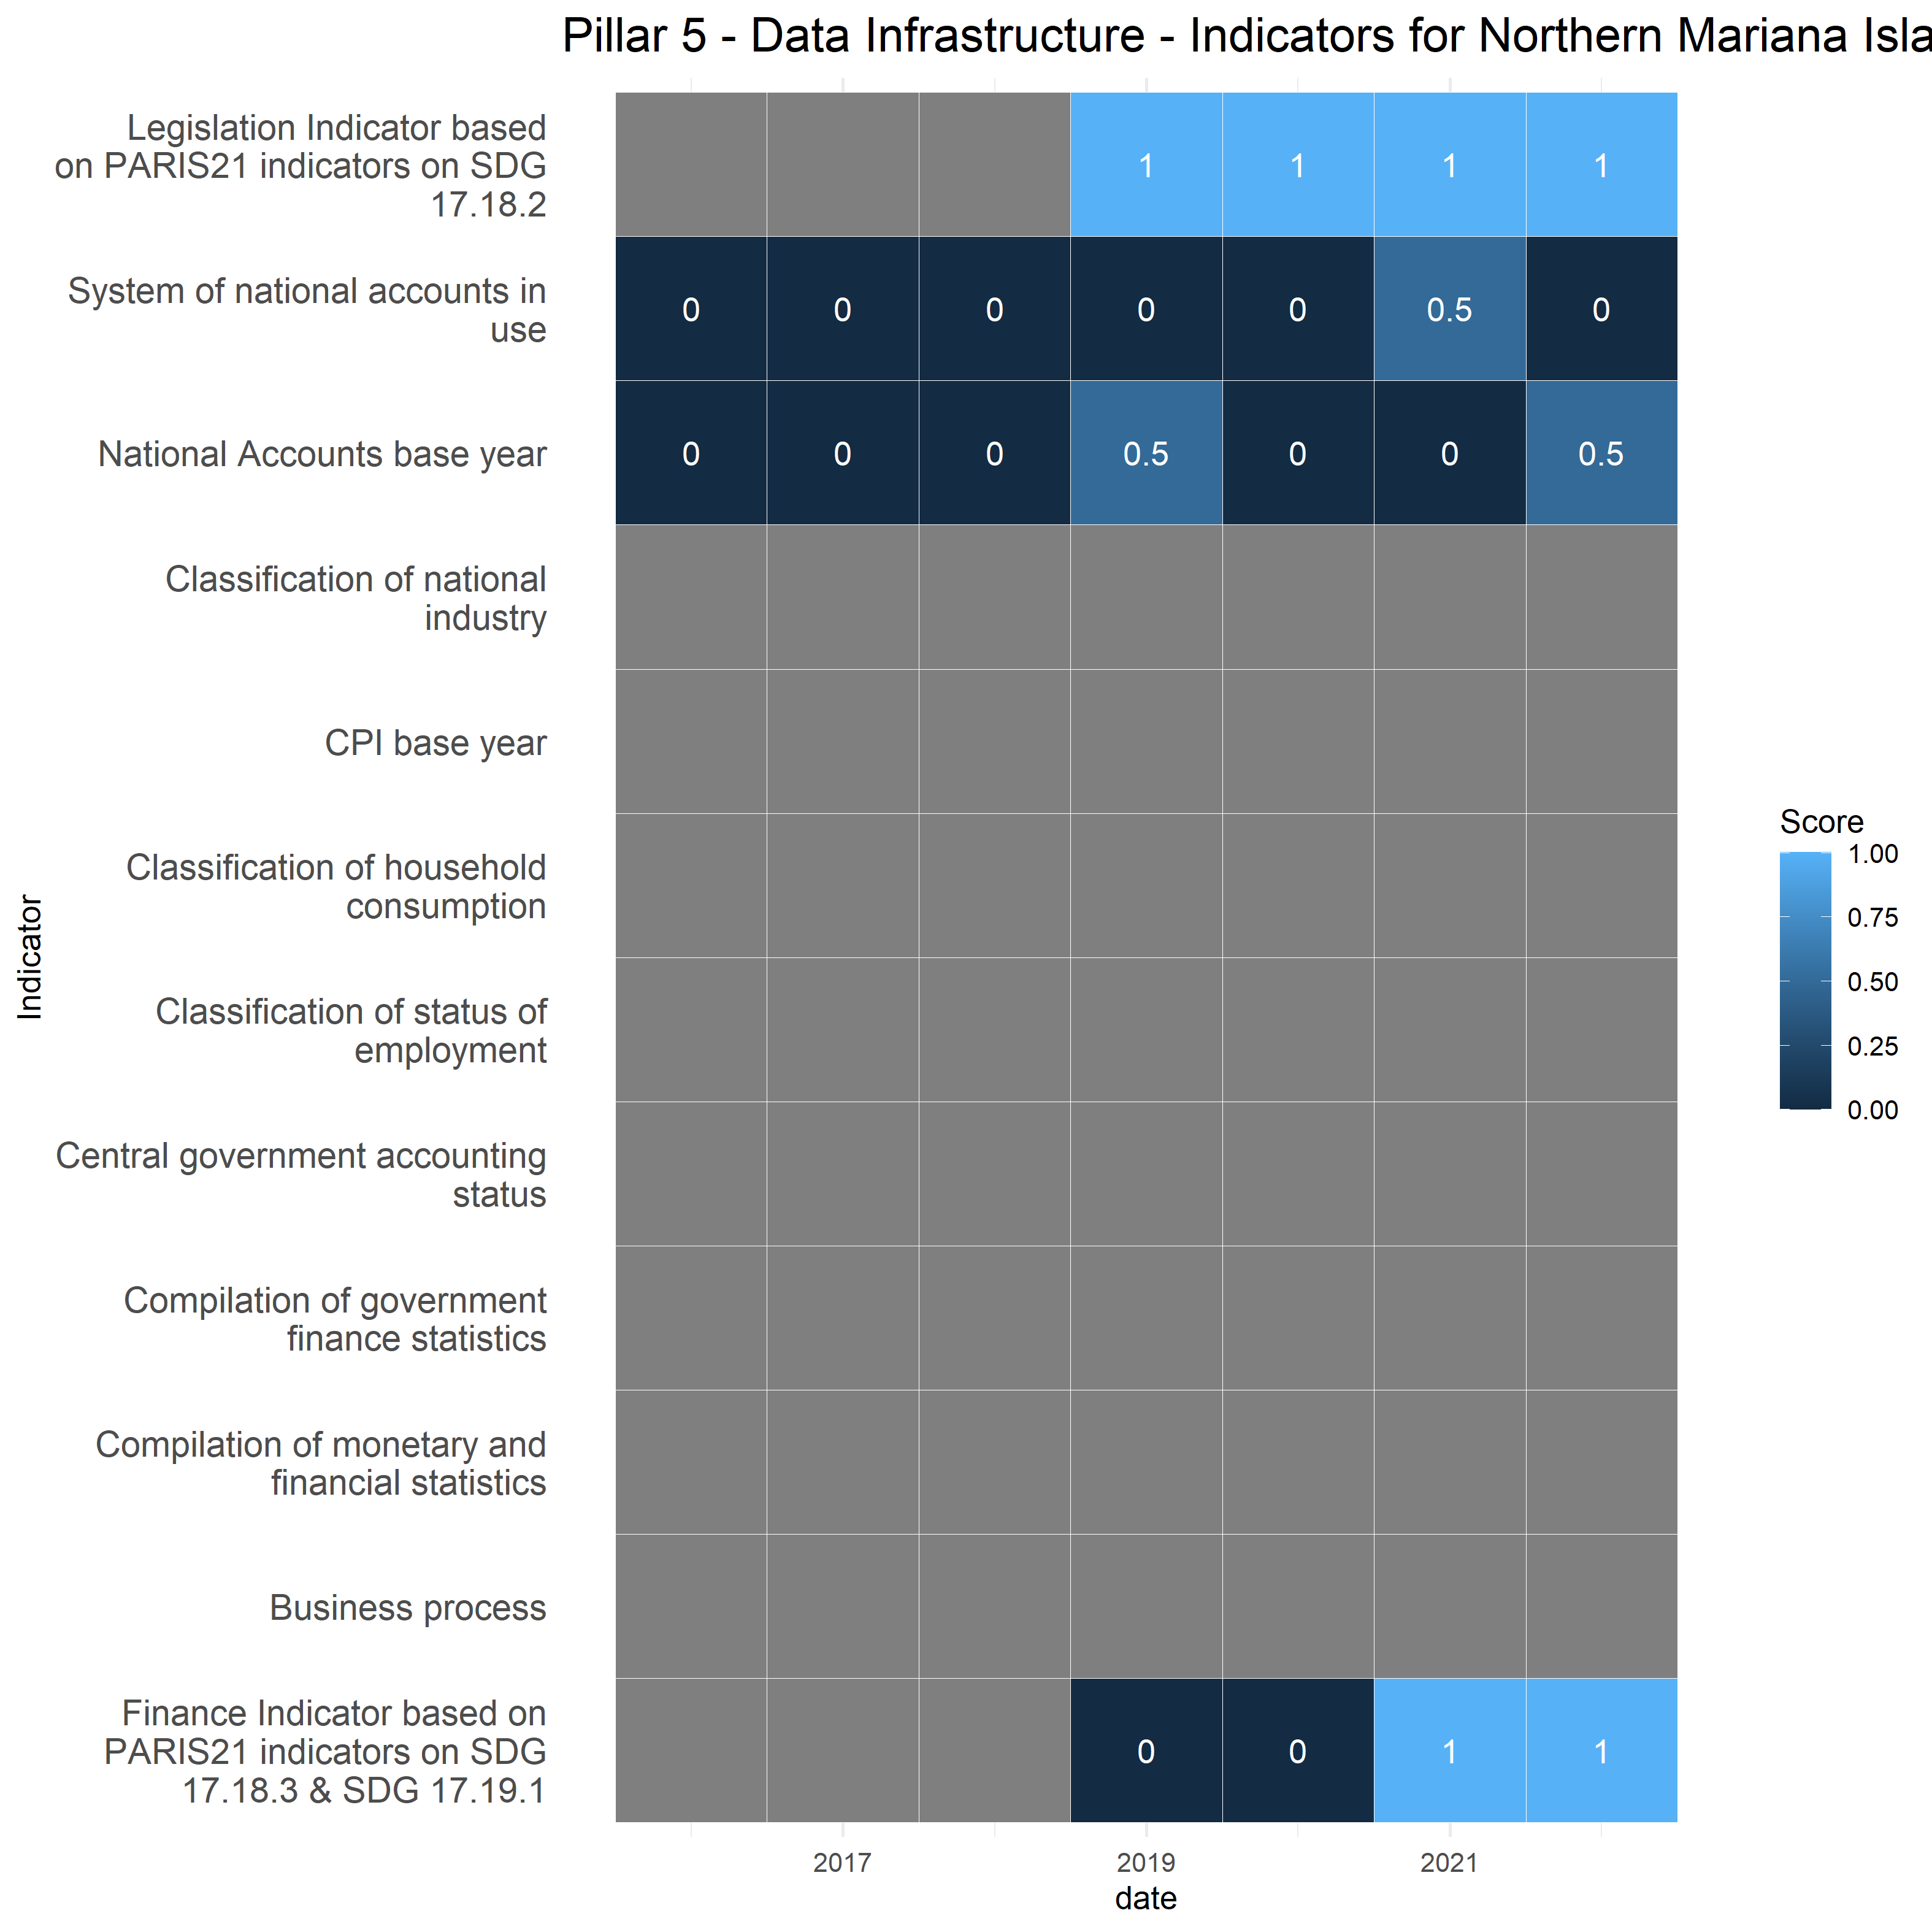 Pillar 5 - Data Infrastructure - Indicators for Northern Mariana Isla
Legislation Indicator based
on PARIS21 indicators on SDG
17.18.2
1 1 1 1
System of national accounts in
use
0 0 0 0 0 0.5 0
National Accounts base year
0 0 0 0.5 0 0 0.5
Classification of national
industry
CPI base year
Classification of household
consumption
Classification of status of
employment
Central government accounting
status
Compilation of government
finance statistics
Compilation of monetary and
financial statistics
Business process
Finance Indicator based on
PARIS21 indicators on SDG
17.18.3 & SDG 17.19.1
0 0 1 1
Indicator
2017 2019 2021
date
Score
1.00
0.75
0.50
0.25
0.00